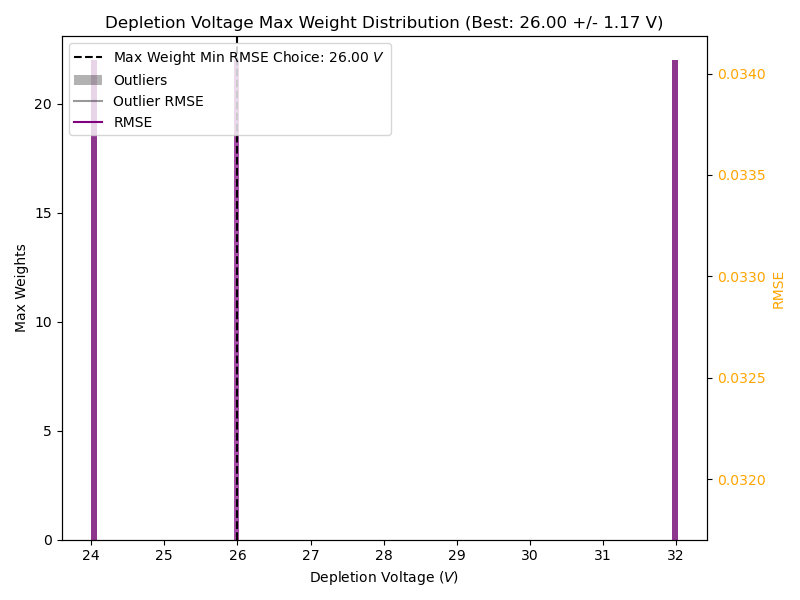 Depletion Voltage Max Weight Distribution (Best: 26.00 +/- 1.17 V)
Max Weight Min RMSE Choice: 26.00 V
Outliers
Outlier RMSE
RMSE
Max Weights
20
15
10
5
0
0.0340
0.0335
0.0330
0.0325
0.0320
RMSE
24 25 26 27 28 29 30 31 32
Depletion Voltage (V)